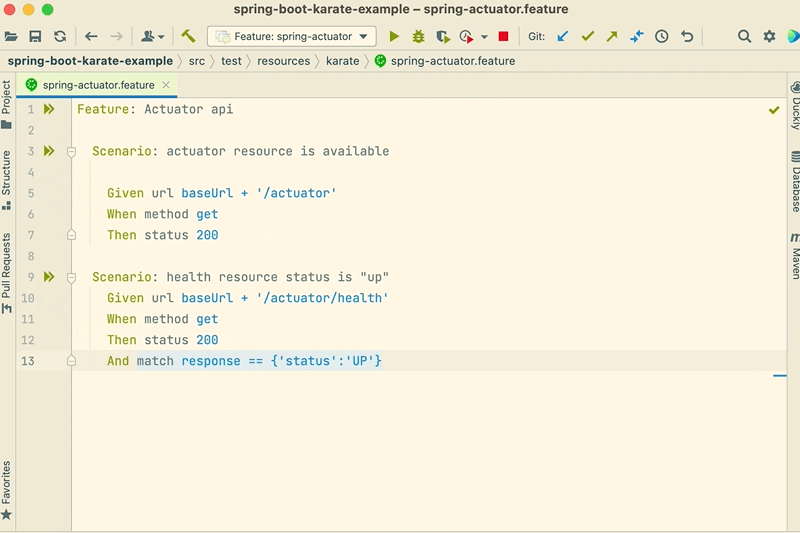 spring-boot-karate-example – spring-actuator.feature
Feature: spring-actuator
Git:
spring-boot-karate-example
src
test
resources
karate
spring-actuator.feature
spring-actuator.feature
Project
Structure
Pull Requests
Favorites
1 Feature: Actuator api
2
3 Scenario: actuator resource is available
4
5 Given url baseUrl + '/actuator'
6 When method get
7 Then status 200
8
9 Scenario: health resource status is "up"
10 Given url baseUrl + '/actuator/health'
11 When method get
12 Then status 200
13 And match response == {'status':'UP'}
Duckly
Database
Maven